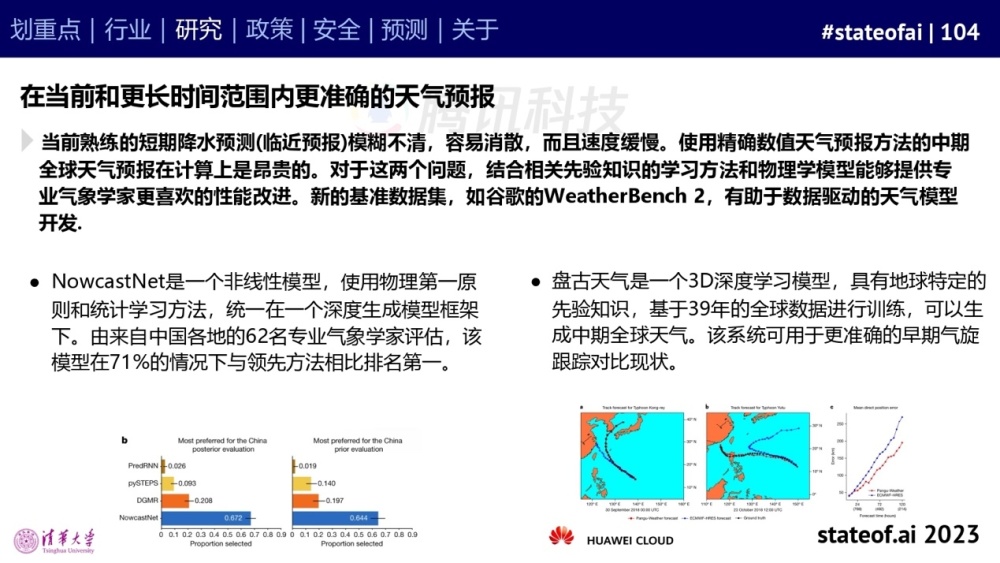 划重点 | 行业 | 研究 | 政策 | 安全 | 预测 | 关于
#stateofai | 104
在当前和更长时间范围内更准确的天气预报
腾讯科技
当前熟练的短期降水预测(临近预报)模糊不清，容易消散，而且速度缓慢。使用精确数值天气预报方法的中期
全球天气预报在计算上是昂贵的。对于这两个问题，结合相关先验知识的学习方法和物理学模型能够提供专
业气象学家更喜欢的性能改进。新的基准数据集，如谷歌的WeatherBench 2，有助于数据驱动的天气模型
开发.
● NowcastNet是一个非线性模型，使用物理第一原
则和统计学习方法，统一在一个深度生成模型框架
下。由来自中国各地的62名专业气象学家评估，该
模型在71%的情况下与领先方法相比排名第一。
● 盘古天气是一个3D深度学习模型，具有地球特定的
先验知识，基于39年的全球数据进行训练，可以生
成中期全球天气。该系统可用于更准确的早期气旋
跟踪对比现状。
b
Most preferred for the China
posterior evaluation
Most preferred for the China
prior evaluation
PredRNN 0.026 0.019
pySTEPS 0.093 0.140
DGMR 0.208 0.197
NowcastNet 0.672 0.644
0 0.1 0.2 0.3 0.4 0.5 0.6 0.7 0.8 0.9
0 0.1 0.2 0.3 0.4 0.5 0.6 0.7 0.8 0.9
Proportion selected
Proportion selected
a Track forecast for Typhoon Kong-rey
b Track forecast for Typhoon Yutu
c Mean direct position error
Error (km)
Pangu-Weather
ECMWF-HRES
Forecast time (hours)
Pangu-Weather forecast ECMWF-HRES forecast Ground truth
清华大学
Tsinghua University
HUAWEI CLOUD
stateof.ai 2023